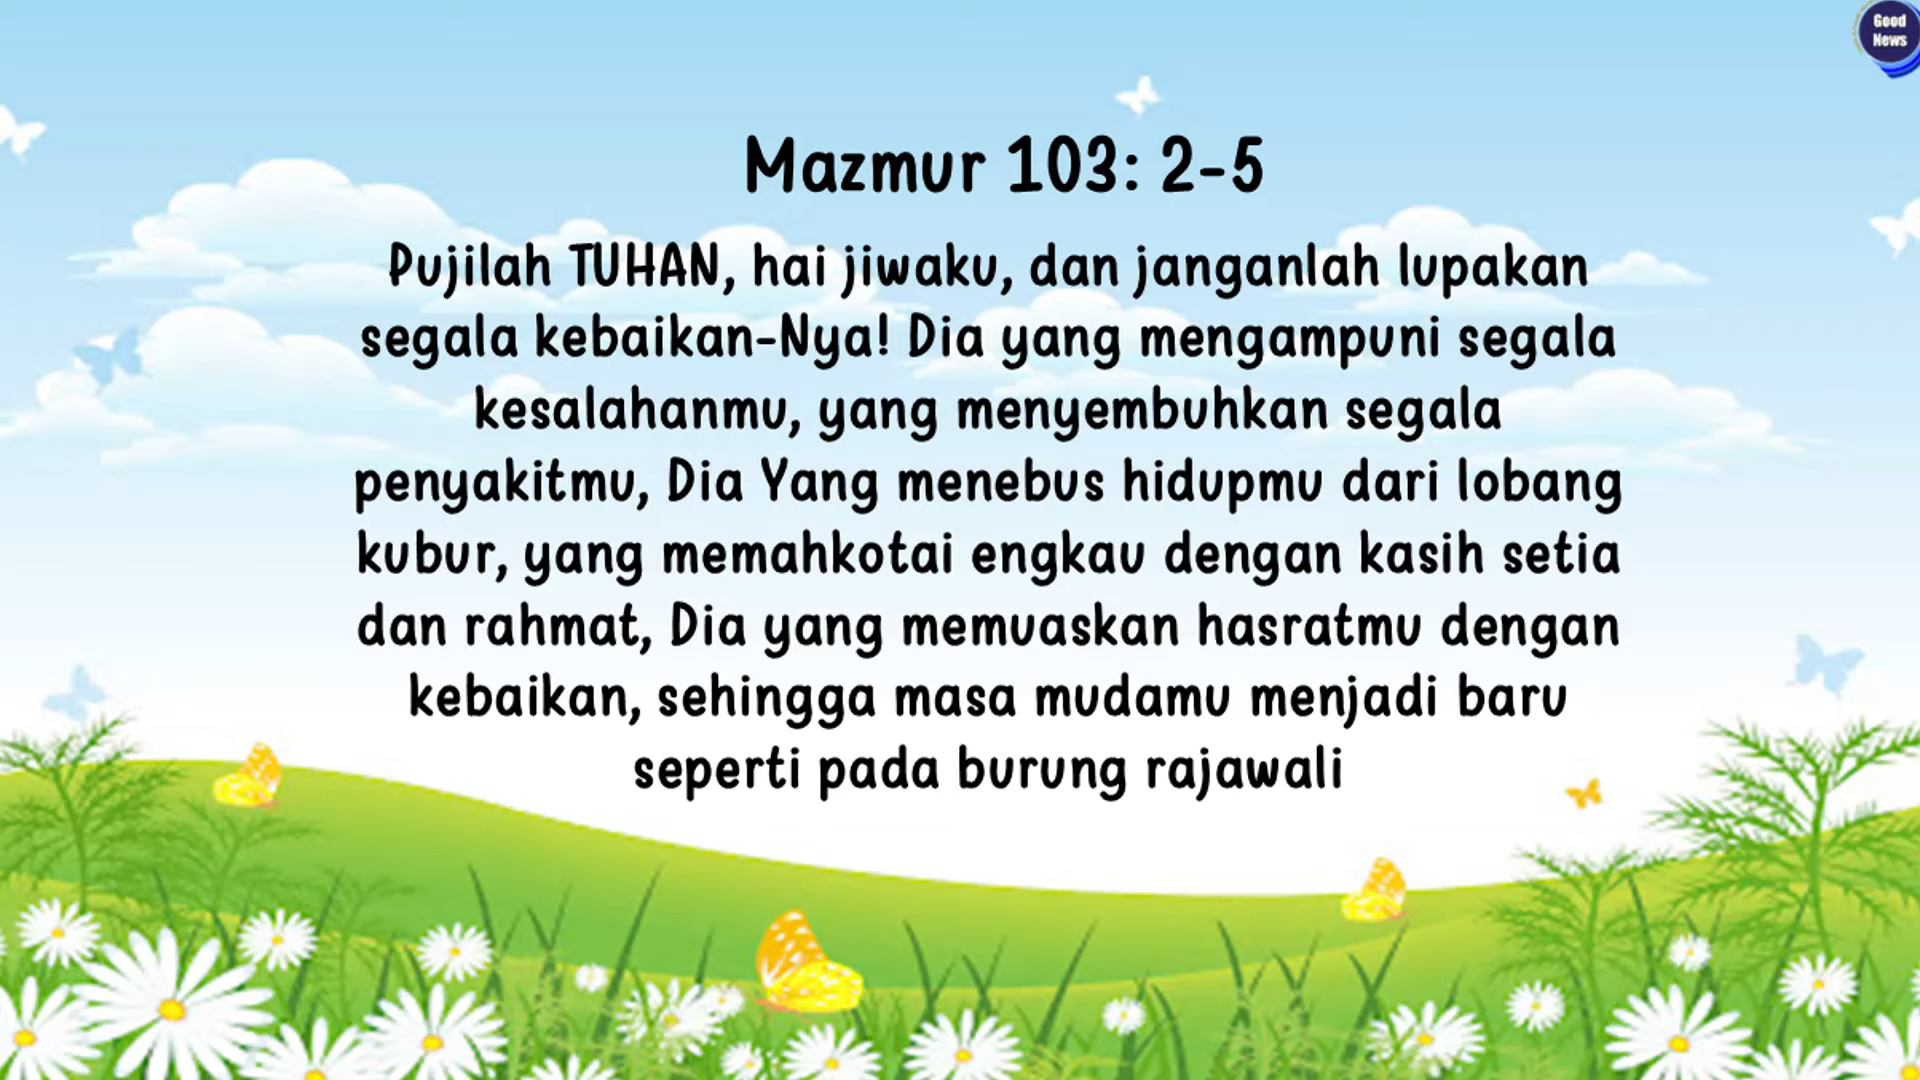 Good
News
Mazmur 103: 2-5
Pujilah TUHAN, hai jiwaku, dan janganlah lupakan
segala kebaikan-Nya! Dia yang mengampuni segala
kesalahanmu, yang menyembuhkan segala
penyakitmu, Dia Yang menebus hidupmu dari lobang
kubur, yang memahkotai engkau dengan kasih setia
dan rahmat, Dia yang memuaskan hasratmu dengan
kebaikan, sehingga masa mudamu menjadi baru
seperti pada burung rajawali